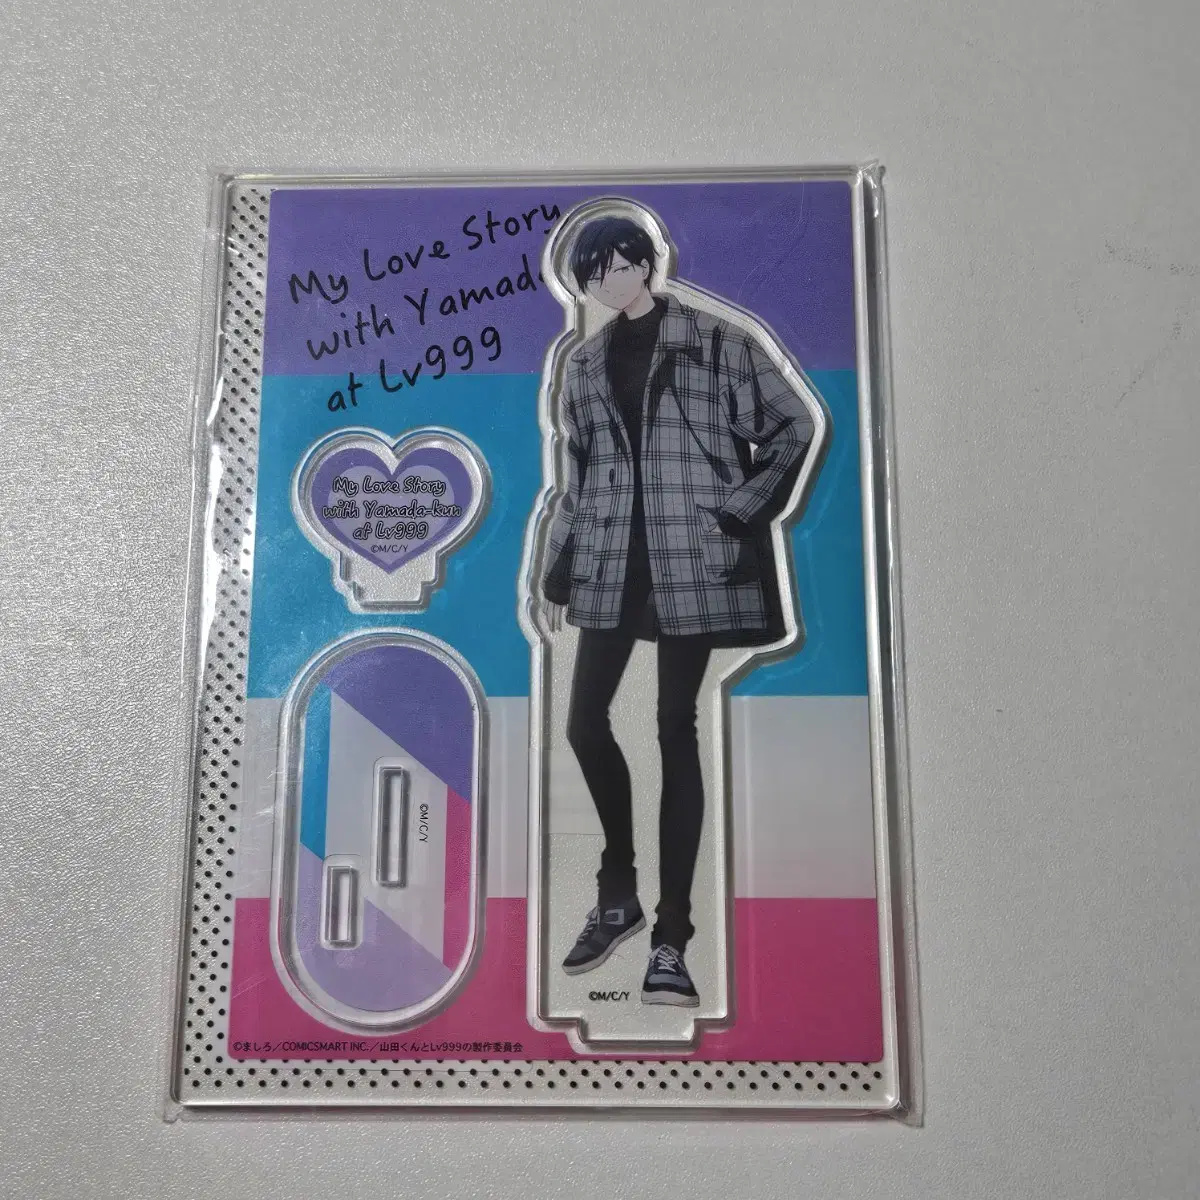 My Love Story
with Yamada
at Lv999
My Love Story
with Yamada-kun
at Lv999
©M/C/Y
©M/C/Y
©M/C/Y
©ましろ／COMICSMART INC.／山田くんとLv999の製作委員会